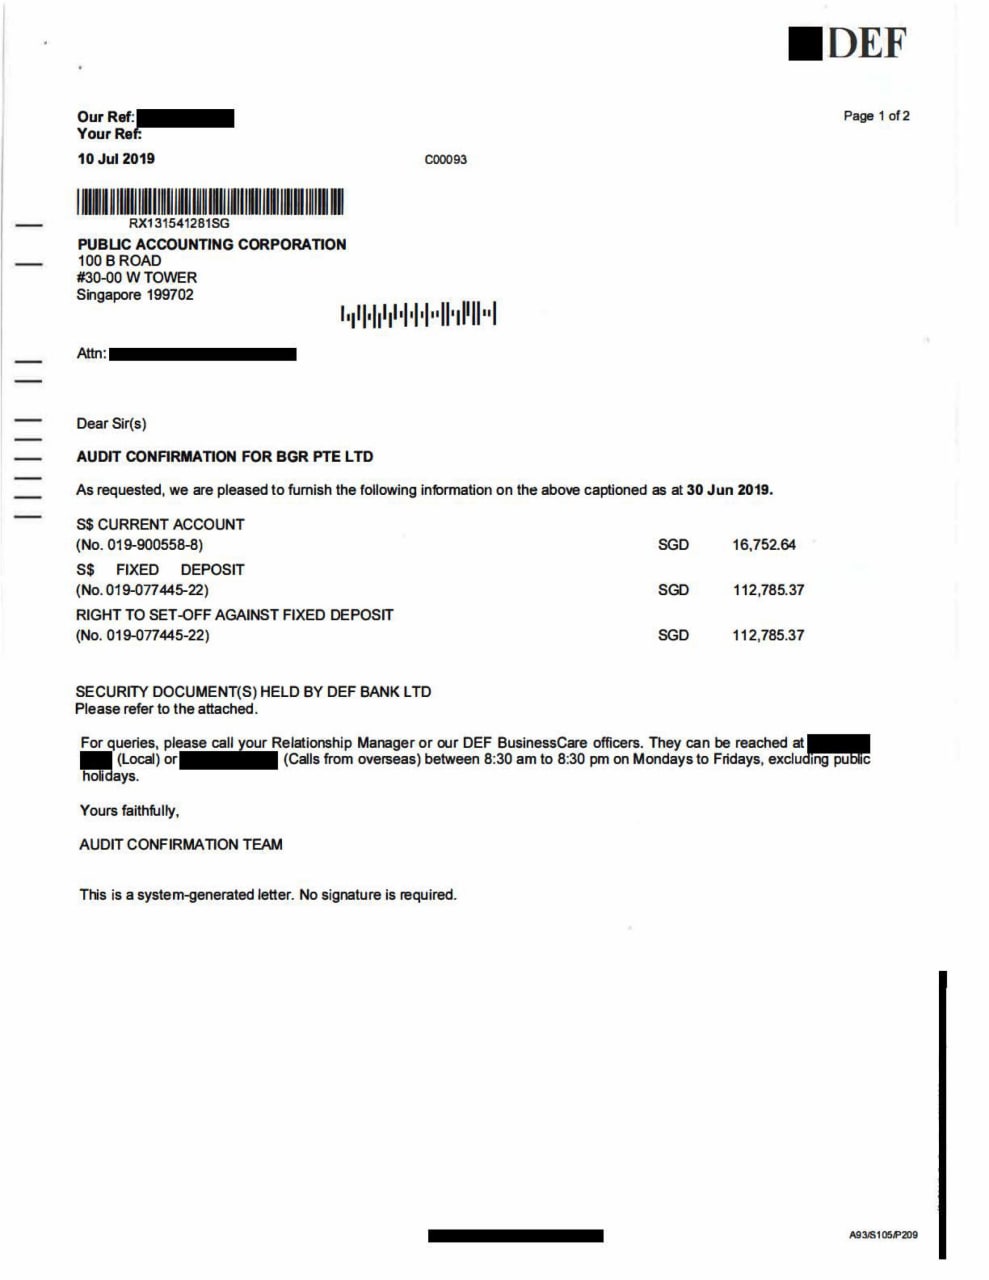 DEF
Our Ref:
Page 1 of 2
Your Ref:
10 Jul 2019
C00093
RX131541281SG
PUBLIC ACCOUNTING CORPORATION
100 B ROAD
#30-00 W TOWER
Singapore 199702
Attn:
Dear Sir(s)
AUDIT CONFIRMATION FOR BGR PTE LTD
As requested, we are pleased to furnish the following information on the above captioned as at 30 Jun 2019.
S$ CURRENT ACCOUNT
(No. 019-900558-8) SGD 16,752.64
S$ FIXED DEPOSIT
(No. 019-077445-22) SGD 112,785.37
RIGHT TO SET-OFF AGAINST FIXED DEPOSIT
(No. 019-077445-22) SGD 112,785.37
SECURITY DOCUMENT(S) HELD BY DEF BANK LTD
Please refer to the attached.
For queries, please call your Relationship Manager or our DEF BusinessCare officers. They can be reached at
(Local) or (Calls from overseas) between 8:30 am to 8:30 pm on Mondays to Fridays, excluding public
holidays.
Yours faithfully,
AUDIT CONFIRMATION TEAM
This is a system-generated letter. No signature is required.
A93/S105/P209